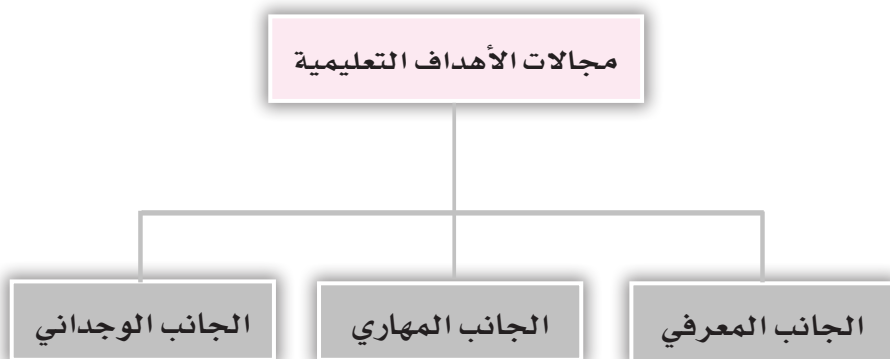 مجالات الأهداف التعليمية
الجانب المعرفي
الجانب المهاري
الجانب الوجداني